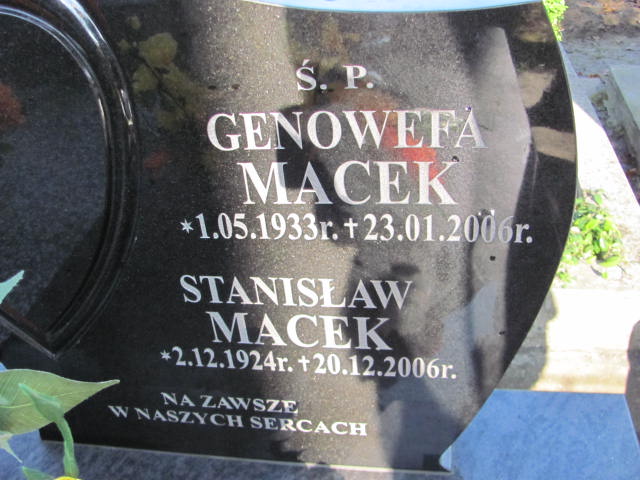 Ś. P.
GENOWEFA
MACEK
*1.05.1933r. + 23.01.2006r.
STANISŁAW
MACEK
*2.12.1924r. + 20.12.2006r.
NA ZAWSZE
W NASZYCH SERCACH